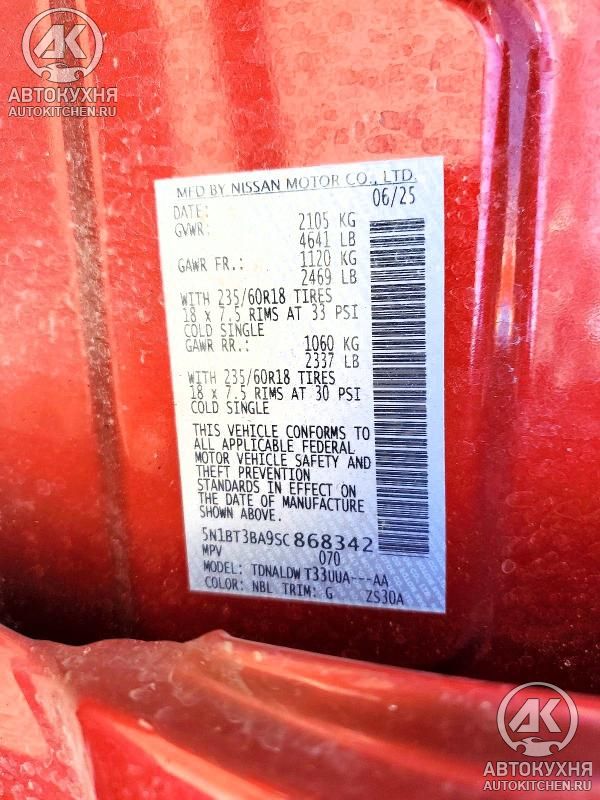 AK
АВТОКУХНЯ
AUTOKITCHEN.RU
MFD BY NISSAN MOTOR CO., LTD.
DATE: 06/25
GVWR: 2105 KG
4641 LB
GAWR FR.: 1120 KG
2469 LB
WITH 235/60R18 TIRES
18 x 7.5 RIMS AT 33 PSI
COLD SINGLE
GAWR RR.: 1060 KG
2337 LB
WITH 235/60R18 TIRES
18 x 7.5 RIMS AT 30 PSI
COLD SINGLE
THIS VEHICLE CONFORMS TO
ALL APPLICABLE FEDERAL
MOTOR VEHICLE SAFETY AND
THEFT PREVENTION
STANDARDS IN EFFECT ON
THE DATE OF MANUFACTURE
SHOWN ABOVE.
5N1BT3BA9SC868342
MPV 070
MODEL: TDNALDW T33UUA---AA
COLOR: NBL TRIM: G ZS30A
AK
АВТОКУХНЯ
AUTOKITCHEN.RU